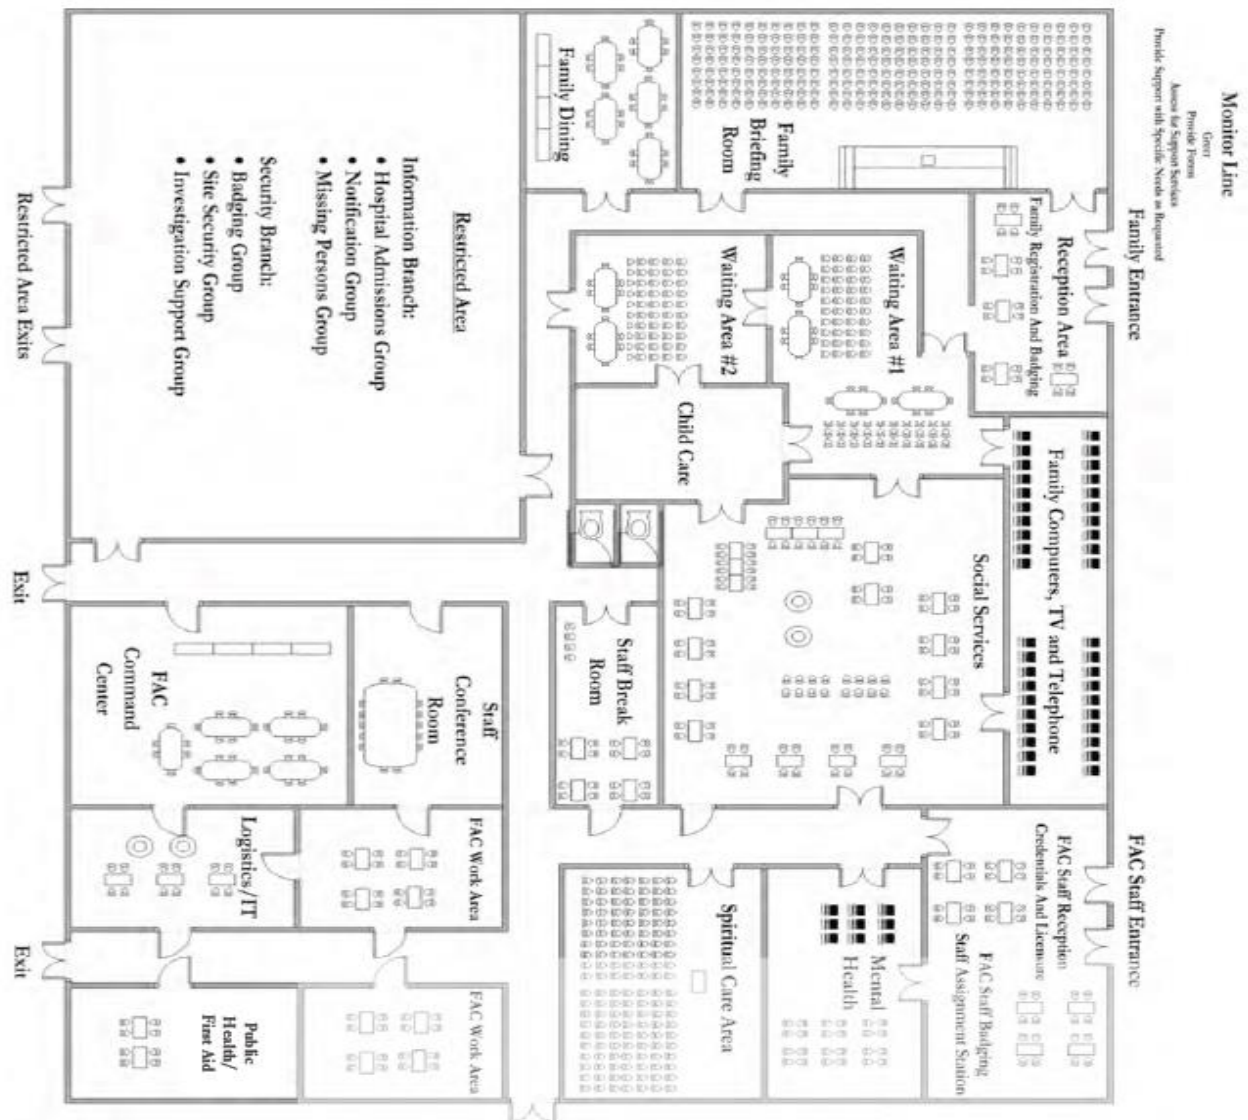 Monitor Line
Greet
Provide Forms
Assess for Support Services
Provide Support with Specific Needs as Requested
Family Entrance
FAC Staff Entrance
Reception Area
Family Registration And Badging
Family Computers, TV and Telephone
FAC Staff Reception
Credentials And Licensure
FAC Staff Badging
Staff Assignment Station
Family
Briefing
Room
Waiting Area #1
Social Services
Mental
Health
Waiting Area #2
Child Care
Spiritual Care Area
Family Dining
Staff Break
Room
Restricted Area
Information Branch:
• Hospital Admissions Group
• Notification Group
• Missing Persons Group
Security Branch:
• Badging Group
• Site Security Group
• Investigation Support Group
Staff
Conference
Room
FAC Work Area
FAC Work Area
FAC
Command
Center
Logistics/IT
Public
Health/
First Aid
Restricted Area Exits
Exit
Exit